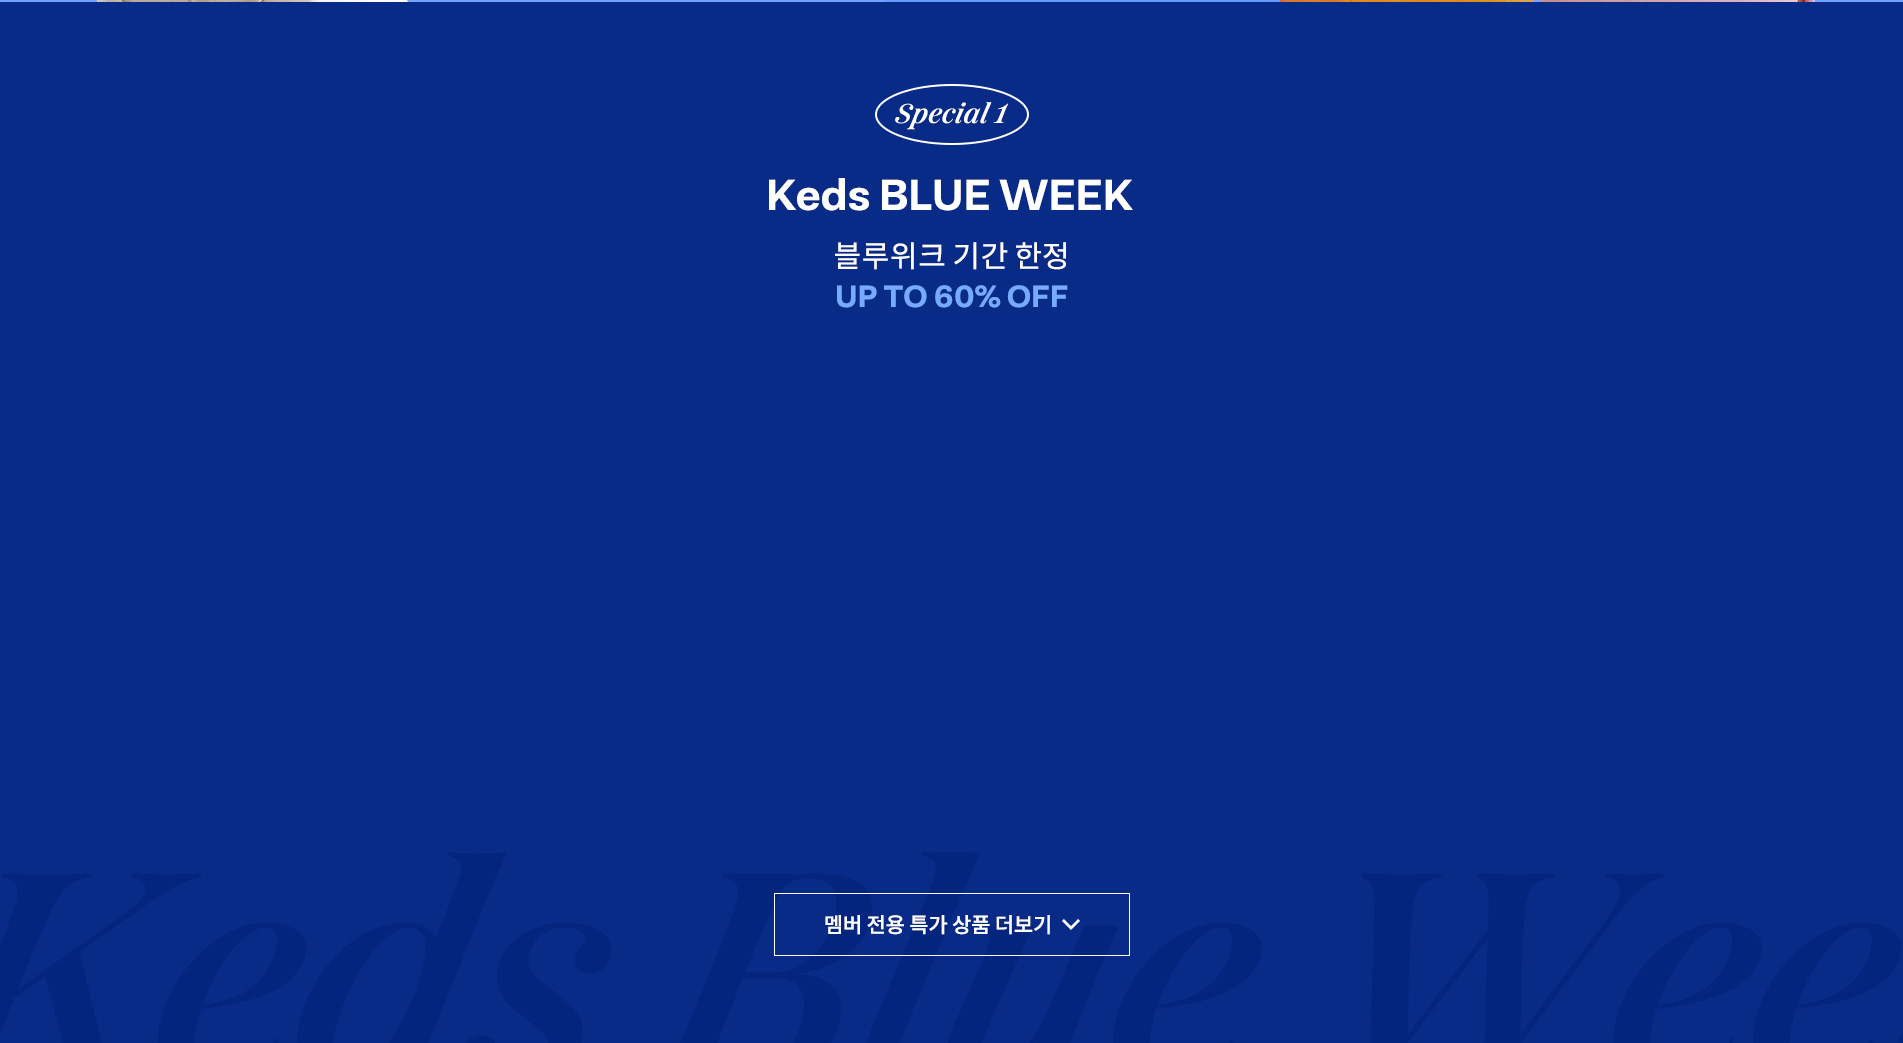 Special 1
Keds BLUE WEEK
블루위크 기간 한정
UP TO 60% OFF
멤버 전용 특가 상품 더보기
Keds Blue Wee